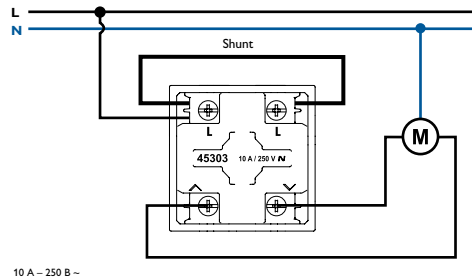 L
N
Shunt
L L
45303 10 A / 250 V N
M
10 A – 250 B ~